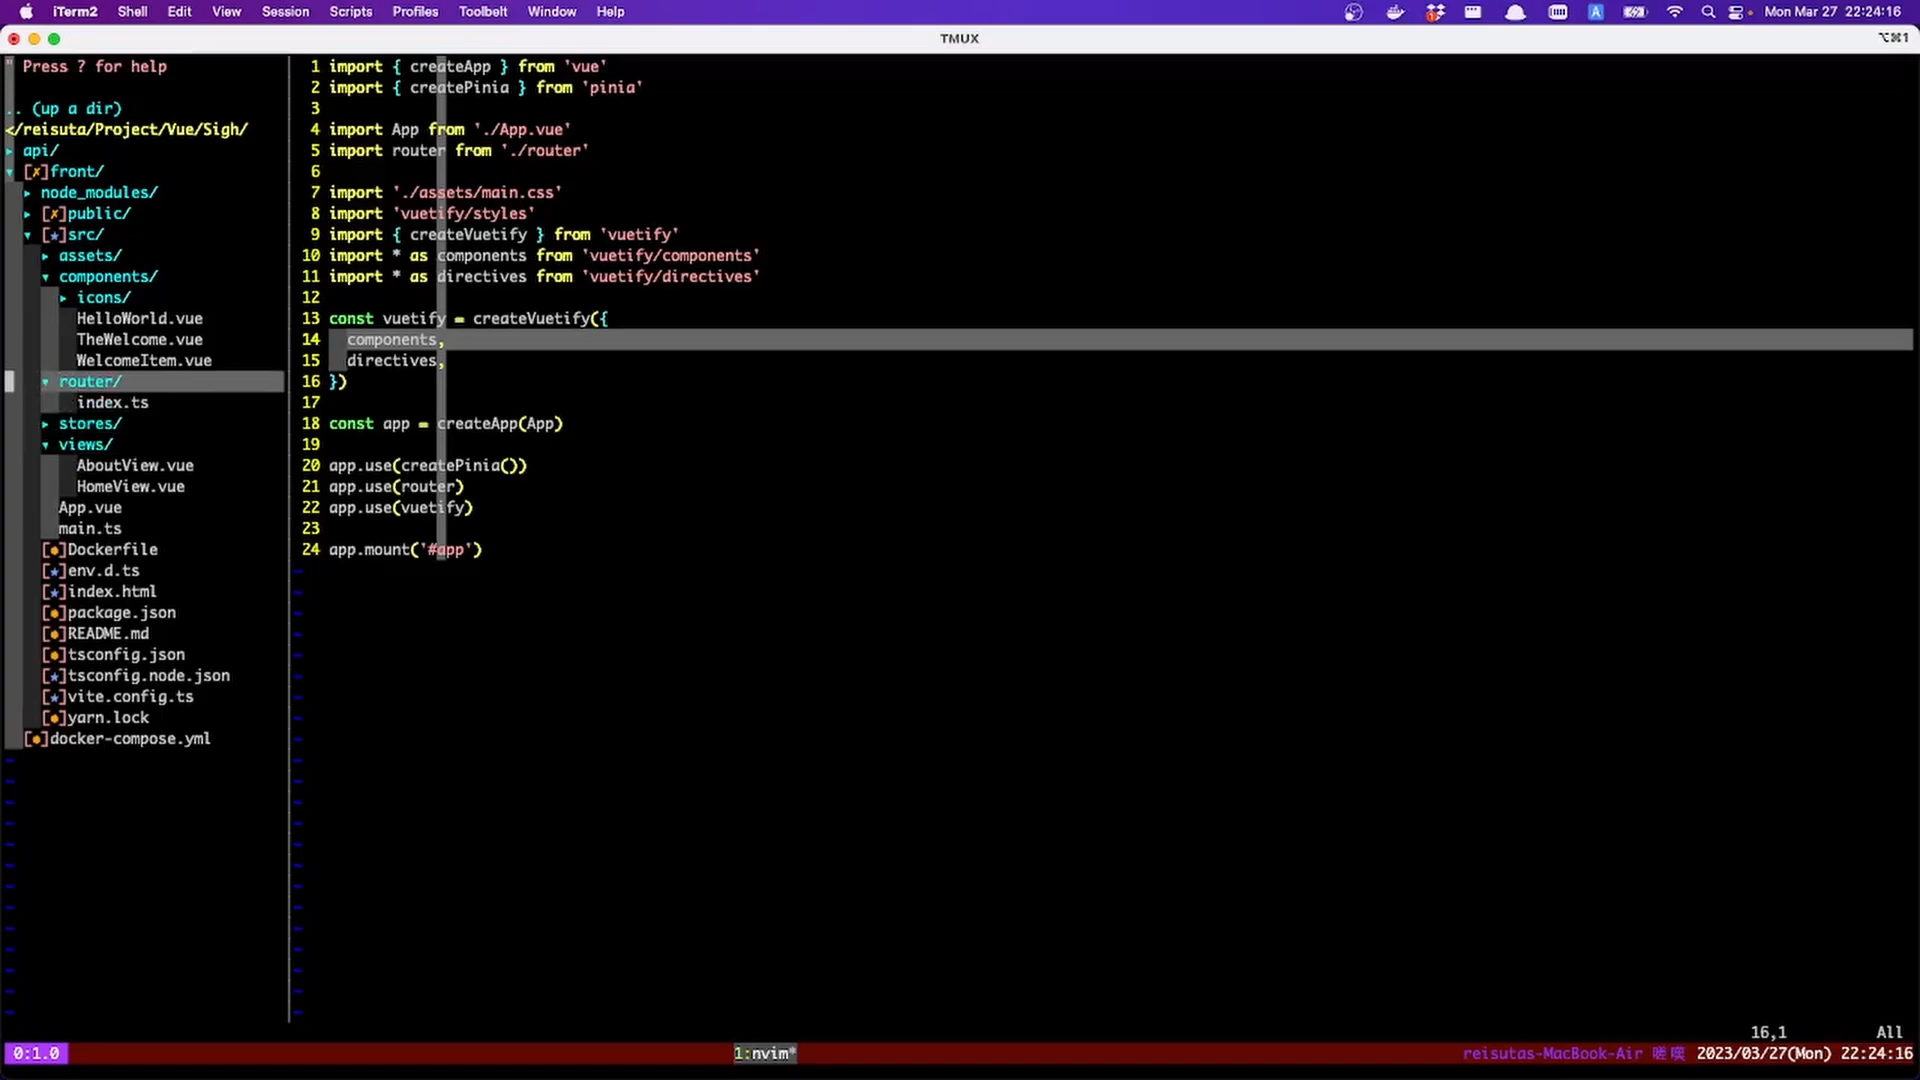 iTerm2 Shell Edit View Session Scripts Profiles Toolbelt Window Help
A
Mon Mar 27 22:24:16
TMUX
⌥⌘1
" Press ? for help
.. (up a dir)
</reisuta/Project/Vue/Sigh/
▸ api/
▾ [✗]front/
▸ node_modules/
▸ [✗]public/
▾ [★]src/
▸ assets/
▾ components/
▸ icons/
HelloWorld.vue
TheWelcome.vue
WelcomeItem.vue
▾ router/
index.ts
▸ stores/
▾ views/
AboutView.vue
HomeView.vue
App.vue
main.ts
[●]Dockerfile
[★]env.d.ts
[★]index.html
[●]package.json
[●]README.md
[●]tsconfig.json
[★]tsconfig.node.json
[★]vite.config.ts
[●]yarn.lock
[●]docker-compose.yml
1 import { createApp } from 'vue'
2 import { createPinia } from 'pinia'
3
4 import App from './App.vue'
5 import router from './router'
6
7 import './assets/main.css'
8 import 'vuetify/styles'
9 import { createVuetify } from 'vuetify'
10 import * as components from 'vuetify/components'
11 import * as directives from 'vuetify/directives'
12
13 const vuetify = createVuetify({
14   components,
15   directives,
16 })
17
18 const app = createApp(App)
19
20 app.use(createPinia())
21 app.use(router)
22 app.use(vuetify)
23
24 app.mount('#app')
16,1 All
0:1.0
1:nvim*
reisutas-MacBook-Air
2023/03/27(Mon) 22:24:16